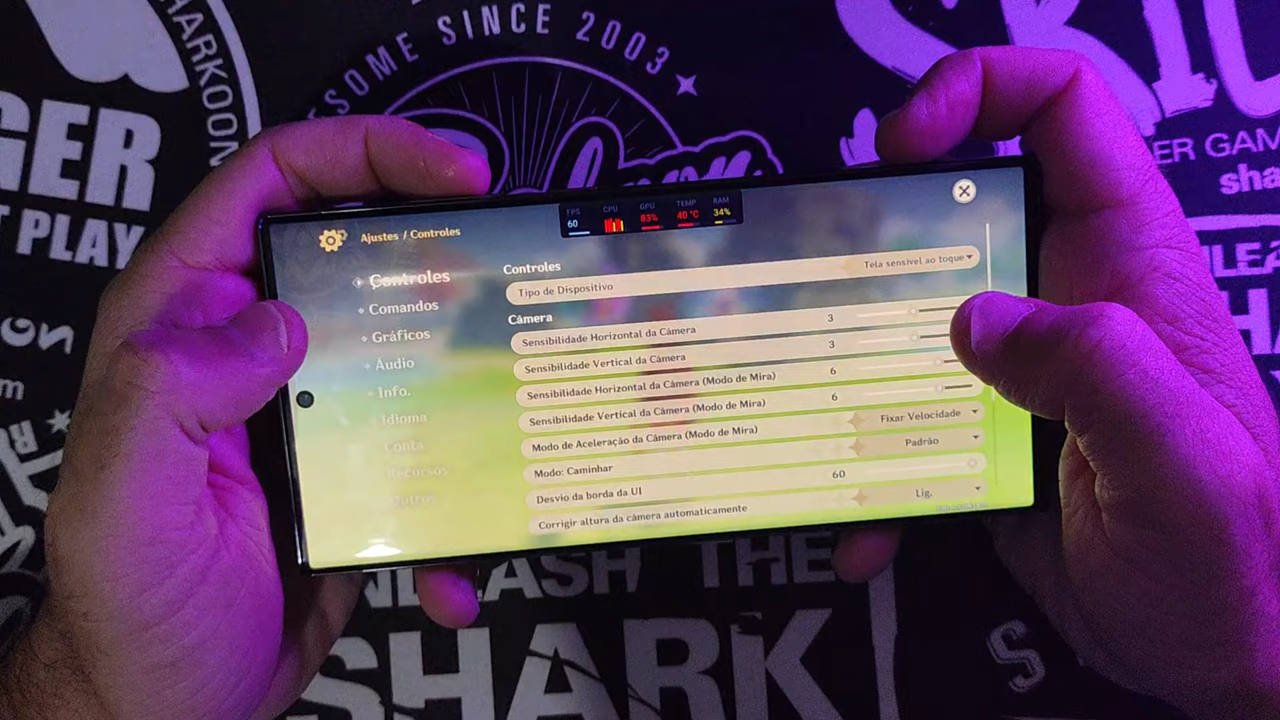 SHARKOON
SINCE 2003
GER
PLAY
ER GAM
sha
FPS CPU GPU TEMP RAM
60 83% 40 °C 34%
Ajustes / Controles
Controles
Comandos
Gráficos
Áudio
Info.
Idioma
Conta
Recursos
Outros
Controles
Tipo de Dispositivo Tela sensível ao toque
Câmera
Sensibilidade Horizontal da Câmera 3
Sensibilidade Vertical da Câmera 3
Sensibilidade Horizontal da Câmera (Modo de Mira) 6
Sensibilidade Vertical da Câmera (Modo de Mira) 6
Modo de Aceleração da Câmera (Modo de Mira) Fixar Velocidade
Modo: Caminhar Padrão
Desvio da borda da UI 60
Corrigir altura da câmera automaticamente Lig.
THE
SHARK